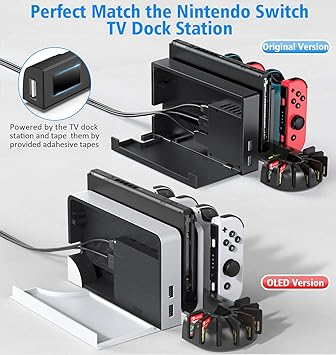 Perfect Match the Nintendo Switch
TV Dock Station
Original Version
Powered by the TV dock
station and tape them by
provided adahesive tapes
OLED Version